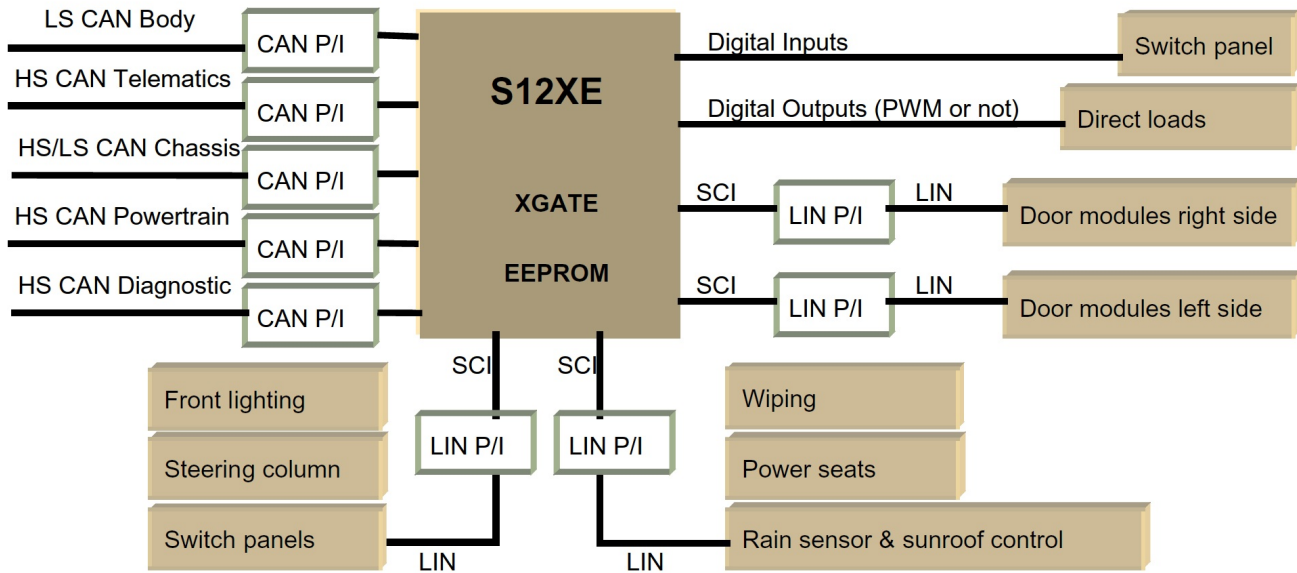 LS CAN Body
CAN P/I
HS CAN Telematics
CAN P/I
HS/LS CAN Chassis
CAN P/I
HS CAN Powertrain
CAN P/I
HS CAN Diagnostic
CAN P/I
S12XE
XGATE
EEPROM
Digital Inputs
Switch panel
Digital Outputs (PWM or not)
Direct loads
SCI
LIN P/I
LIN
Door modules right side
SCI
LIN P/I
LIN
Door modules left side
SCI
SCI
Front lighting
Steering column
Switch panels
LIN P/I
LIN P/I
LIN
LIN
Wiping
Power seats
Rain sensor & sunroof control